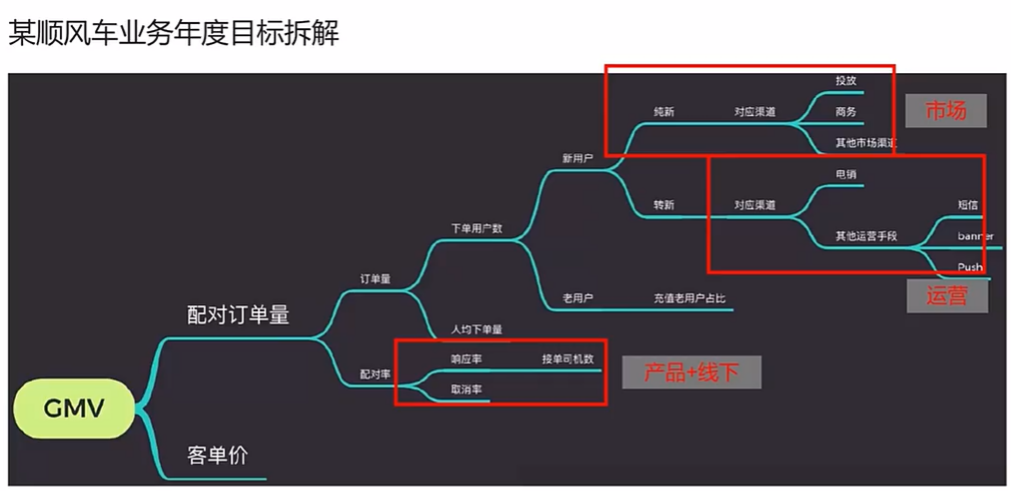 某顺风车业务年度目标拆解
投放
纯新
对应渠道
商务
市场
其他市场渠道
新用户
电销
转新
对应渠道
短信
下单用户数
其他运营手段
banner
Push
订单量
老用户
充值老用户占比
运营
配对订单量
人均下单量
响应率
接单司机数
配对率
产品+线下
取消率
GMV
客单价